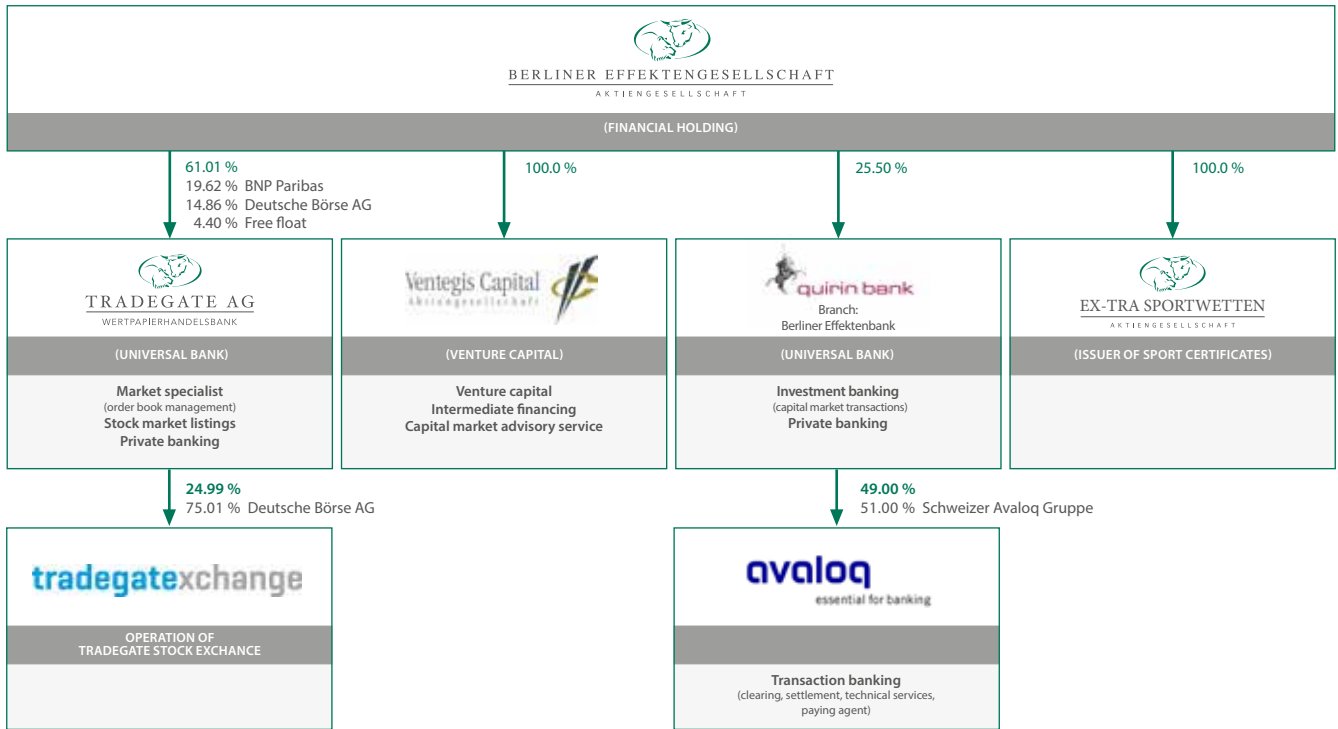 BERLINER EFFEKTENGESELLSCHAFT
AKTIENGESELLSCHAFT
(FINANCIAL HOLDING)
61.01 %
19.62 % BNP Paribas
14.86 % Deutsche Börse AG
4.40 % Free float
100.0 %
25.50 %
100.0 %
TRADEGATE AG
WERTPAPIERHANDELSBANK
(UNIVERSAL BANK)
Market specialist
(order book management)
Stock market listings
Private banking
Ventegis Capital
Aktiengesellschaft
(VENTURE CAPITAL)
Venture capital
Intermediate financing
Capital market advisory service
quirin bank
Branch:
Berliner Effektenbank
(UNIVERSAL BANK)
Investment banking
(capital market transactions)
Private banking
EX-TRA SPORTWETTEN
AKTIENGESELLSCHAFT
(ISSUER OF SPORT CERTIFICATES)
24.99 %
75.01 % Deutsche Börse AG
49.00 %
51.00 % Schweizer Avaloq Gruppe
tradegatexchange
OPERATION OF
TRADEGATE STOCK EXCHANCE
avaloq
essential for banking
Transaction banking
(clearing, settlement, technical services,
paying agent)